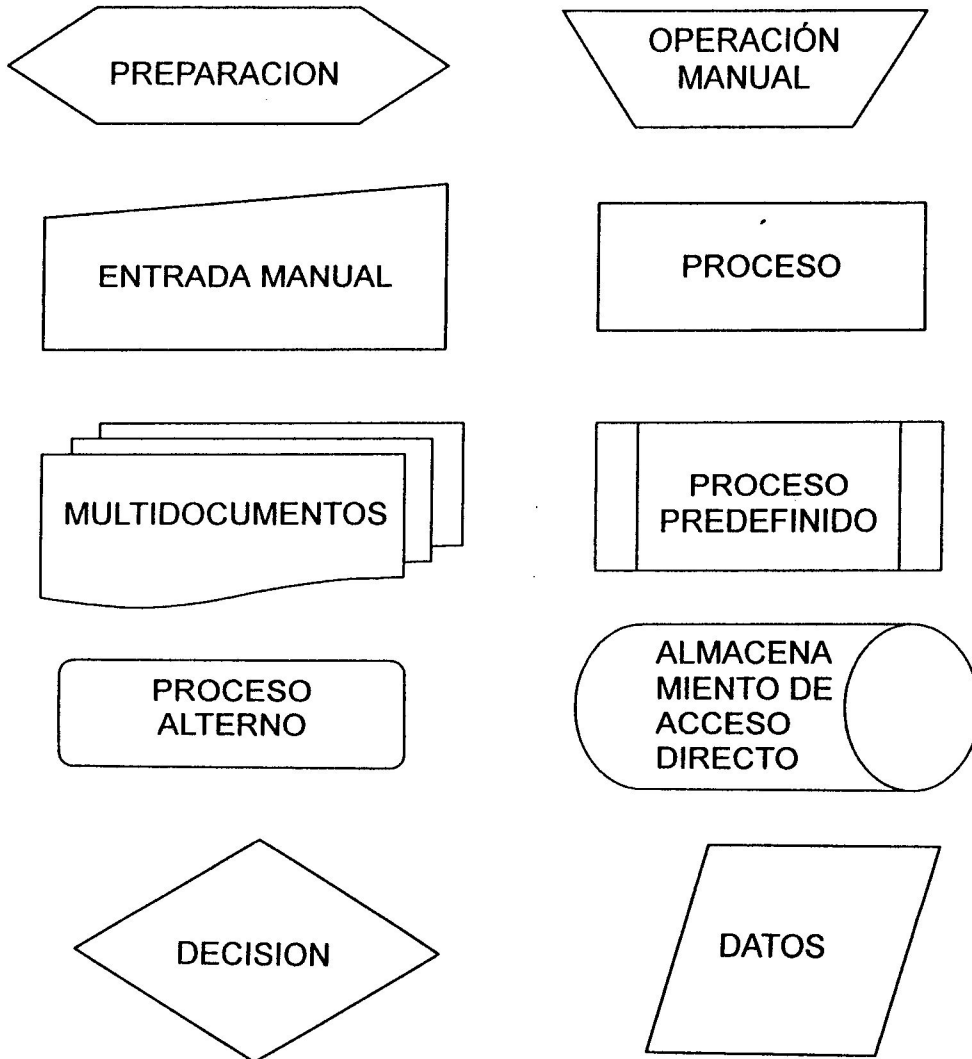 PREPARACION
OPERACIÓN
MANUAL
ENTRADA MANUAL
PROCESO
MULTIDOCUMENTOS
PROCESO
PREDEFINIDO
PROCESO
ALTERNO
ALMACENA
MIENTO DE
ACCESO
DIRECTO
DECISION
DATOS